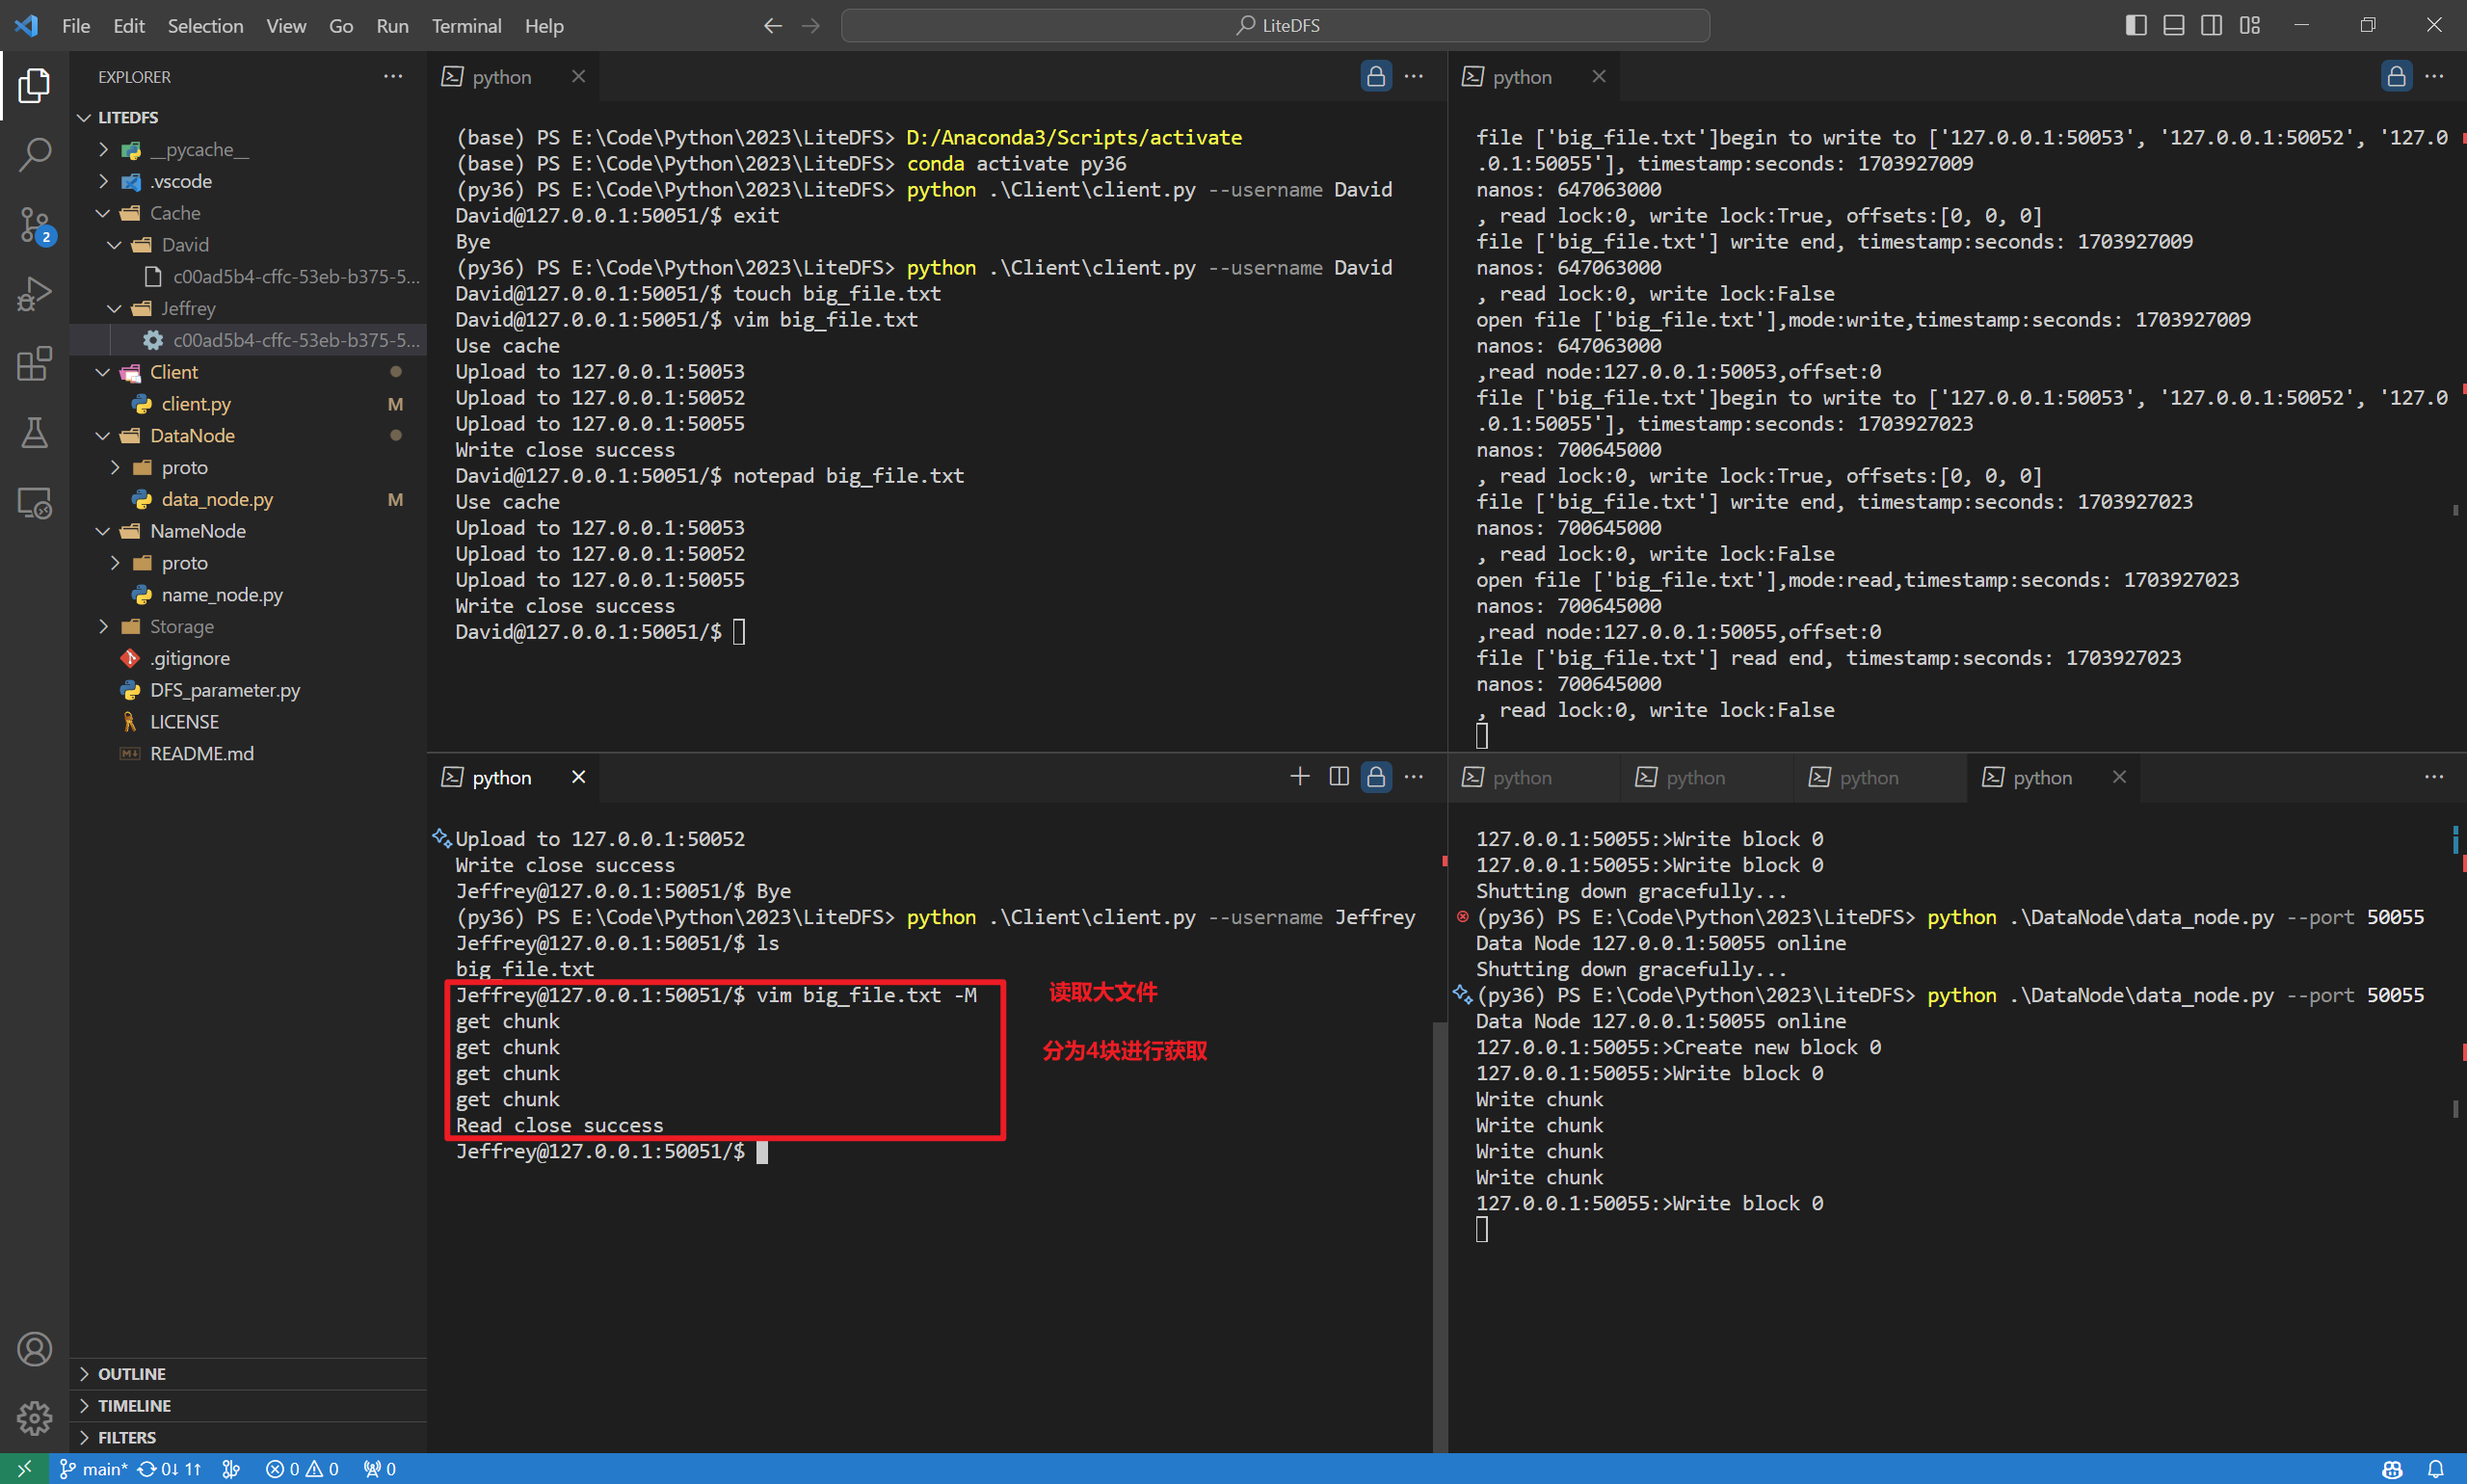 File Edit Selection View Go Run Terminal Help
LiteDFS
EXPLORER
LITEDFS
__pycache__
.vscode
Cache
David
c00ad5b4-cffc-53eb-b375-5...
Jeffrey
c00ad5b4-cffc-53eb-b375-5...
Client
client.py M
DataNode
proto
data_node.py M
NameNode
proto
name_node.py
Storage
.gitignore
DFS_parameter.py
LICENSE
README.md
OUTLINE
TIMELINE
FILTERS
python
(base) PS E:\Code\Python\2023\LiteDFS> D:/Anaconda3/Scripts/activate
(base) PS E:\Code\Python\2023\LiteDFS> conda activate py36
(py36) PS E:\Code\Python\2023\LiteDFS> python .\Client\client.py --username David
David@127.0.0.1:50051/$ exit
Bye
(py36) PS E:\Code\Python\2023\LiteDFS> python .\Client\client.py --username David
David@127.0.0.1:50051/$ touch big_file.txt
David@127.0.0.1:50051/$ vim big_file.txt
Use cache
Upload to 127.0.0.1:50053
Upload to 127.0.0.1:50052
Upload to 127.0.0.1:50055
Write close success
David@127.0.0.1:50051/$ notepad big_file.txt
Use cache
Upload to 127.0.0.1:50053
Upload to 127.0.0.1:50052
Upload to 127.0.0.1:50055
Write close success
David@127.0.0.1:50051/$
python
file ['big_file.txt']begin to write to ['127.0.0.1:50053', '127.0.0.1:50052', '127.0
.0.1:50055'], timestamp:seconds: 1703927009
nanos: 647063000
, read lock:0, write lock:True, offsets:[0, 0, 0]
file ['big_file.txt'] write end, timestamp:seconds: 1703927009
nanos: 647063000
, read lock:0, write lock:False
open file ['big_file.txt'],mode:write,timestamp:seconds: 1703927009
nanos: 647063000
,read node:127.0.0.1:50053,offset:0
file ['big_file.txt']begin to write to ['127.0.0.1:50053', '127.0.0.1:50052', '127.0
.0.1:50055'], timestamp:seconds: 1703927023
nanos: 700645000
, read lock:0, write lock:True, offsets:[0, 0, 0]
file ['big_file.txt'] write end, timestamp:seconds: 1703927023
nanos: 700645000
, read lock:0, write lock:False
open file ['big_file.txt'],mode:read,timestamp:seconds: 1703927023
nanos: 700645000
,read node:127.0.0.1:50055,offset:0
file ['big_file.txt'] read end, timestamp:seconds: 1703927023
nanos: 700645000
, read lock:0, write lock:False
python
Upload to 127.0.0.1:50052
Write close success
Jeffrey@127.0.0.1:50051/$ Bye
(py36) PS E:\Code\Python\2023\LiteDFS> python .\Client\client.py --username Jeffrey
Jeffrey@127.0.0.1:50051/$ ls
big_file.txt
Jeffrey@127.0.0.1:50051/$ vim big_file.txt -M
get chunk
get chunk
get chunk
get chunk
Read close success
Jeffrey@127.0.0.1:50051/$
读取大文件
分为4块进行获取
python python python python
127.0.0.1:50055:>Write block 0
127.0.0.1:50055:>Write block 0
Shutting down gracefully...
(py36) PS E:\Code\Python\2023\LiteDFS> python .\DataNode\data_node.py --port 50055
Data Node 127.0.0.1:50055 online
Shutting down gracefully...
(py36) PS E:\Code\Python\2023\LiteDFS> python .\DataNode\data_node.py --port 50055
Data Node 127.0.0.1:50055 online
127.0.0.1:50055:>Create new block 0
127.0.0.1:50055:>Write block 0
Write chunk
Write chunk
Write chunk
Write chunk
127.0.0.1:50055:>Write block 0
2
main* 0↓ 1↑ 0 0 0